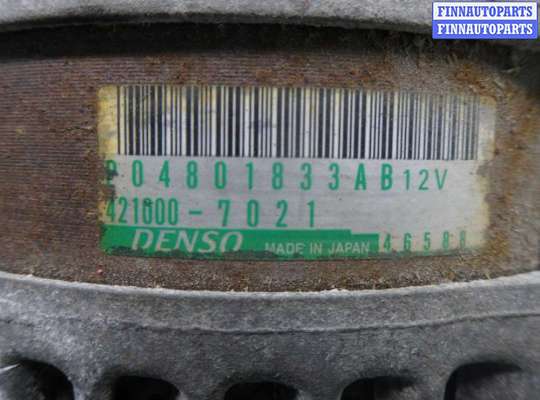 FINNAUTOPARTS
FINNAUTOPARTS
P04801833AB 12V
421000-7021
DENSO MADE IN JAPAN 46588